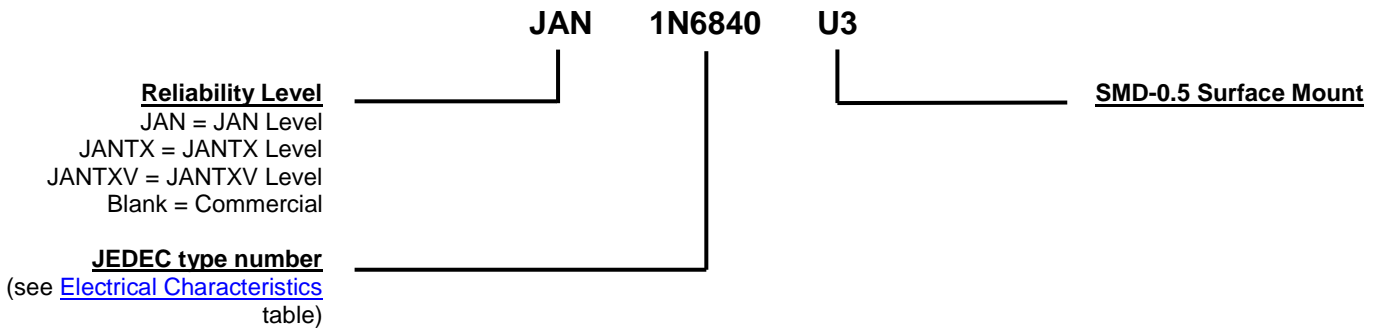 JAN 1N6840 U3
Reliability Level
JAN = JAN Level
JANTX = JANTX Level
JANTXV = JANTXV Level
Blank = Commercial
JEDEC type number
(see Electrical Characteristics
table)
SMD-0.5 Surface Mount